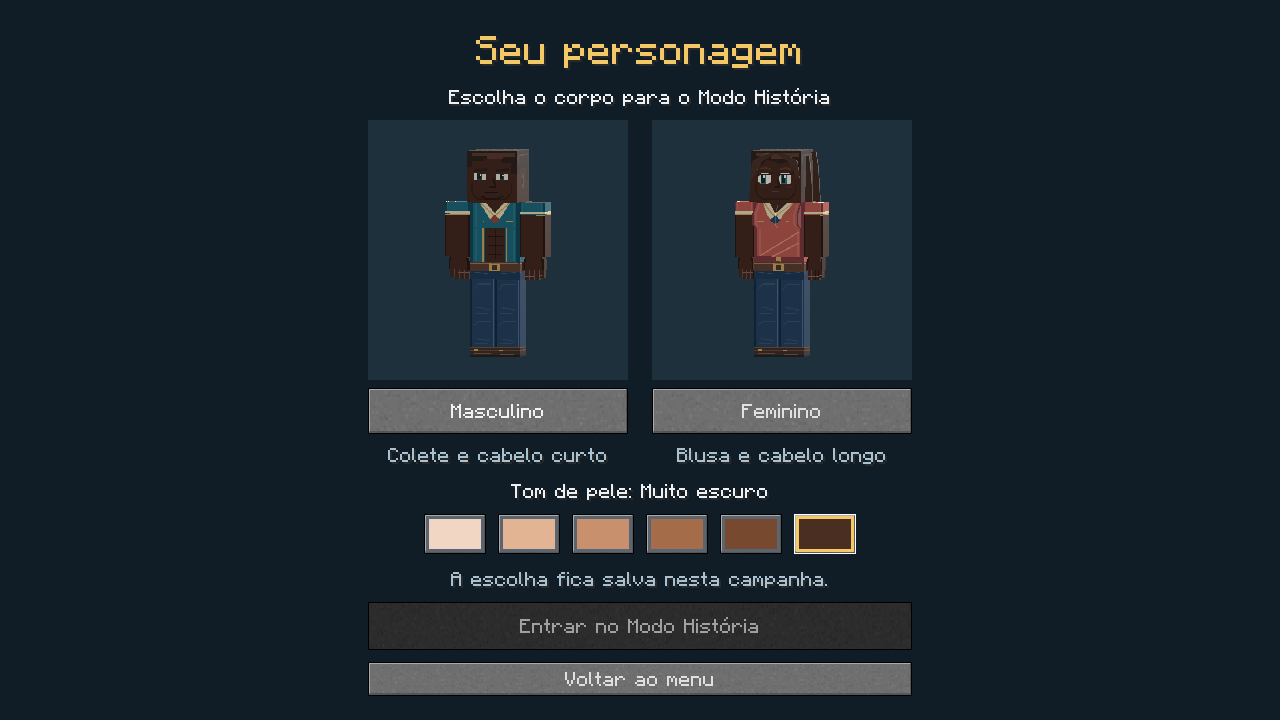 Seu personagem
Escolha o corpo para o Modo História
Masculino
Feminino
Colete e cabelo curto
Blusa e cabelo longo
Tom de pele: Muito escuro
A escolha fica salva nesta campanha.
Entrar no Modo História
Voltar ao menu